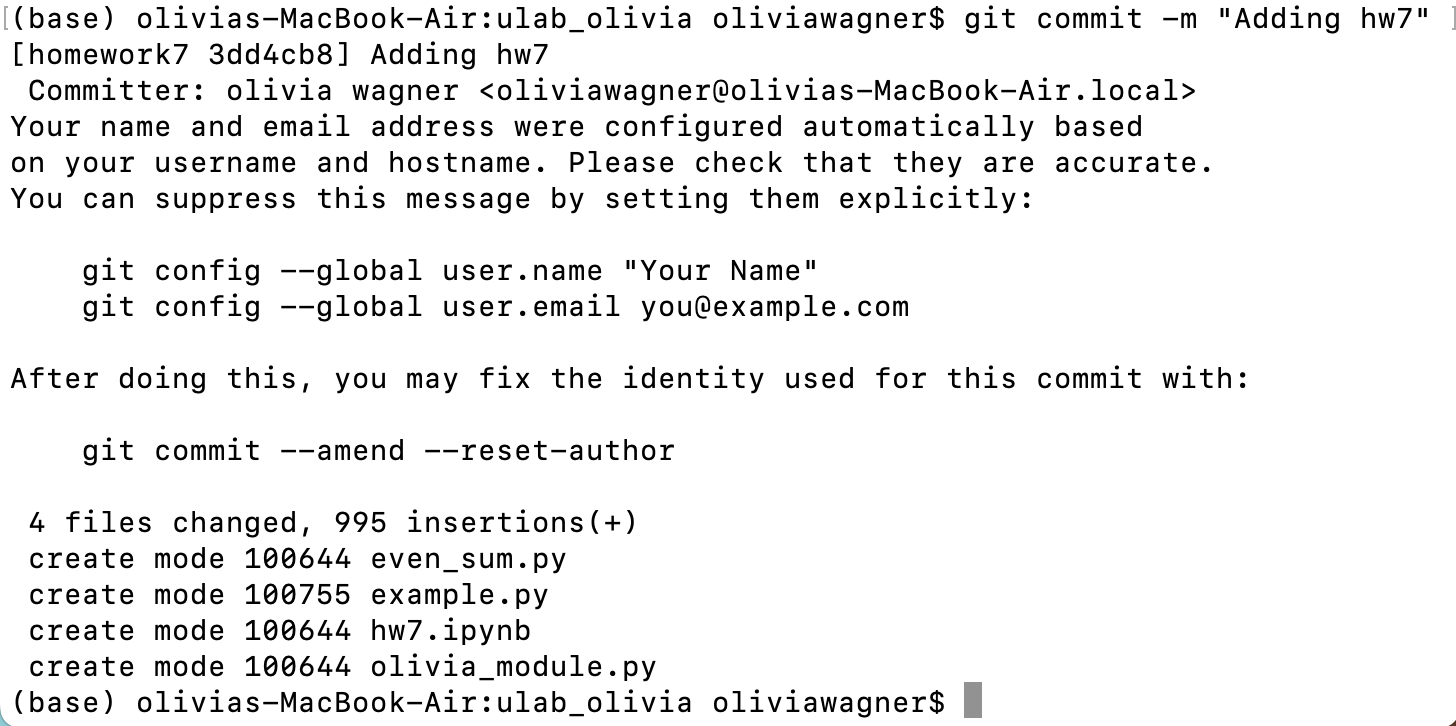 [(base) olivias-MacBook-Air:ulab_olivia oliviawagner$ git commit -m "Adding hw7" ]
[homework7 3dd4cb8] Adding hw7
 Committer: olivia wagner <oliviawagner@olivias-MacBook-Air.local>
Your name and email address were configured automatically based
on your username and hostname. Please check that they are accurate.
You can suppress this message by setting them explicitly:

    git config --global user.name "Your Name"
    git config --global user.email you@example.com

After doing this, you may fix the identity used for this commit with:

    git commit --amend --reset-author

 4 files changed, 995 insertions(+)
 create mode 100644 even_sum.py
 create mode 100755 example.py
 create mode 100644 hw7.ipynb
 create mode 100644 olivia_module.py
(base) olivias-MacBook-Air:ulab_olivia oliviawagner$